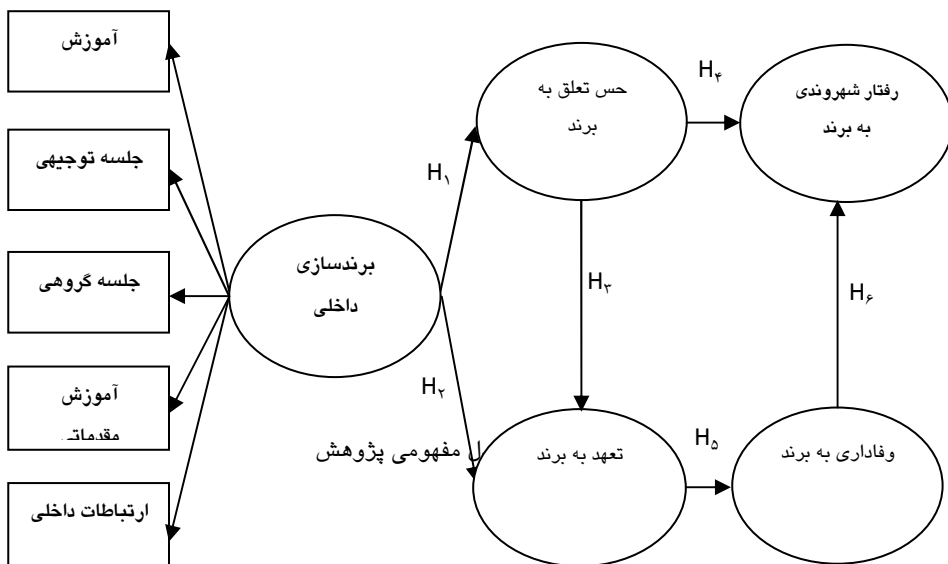 آموزش
جلسه توجیهی
جلسه گروهی
آموزش
مقدماتی
ارتباطات داخلی
برندسازی
داخلی
H۱
H۲
حس تعلق به
برند
H۳
تعهد به برند
H۴
رفتار شهروندی
به برند
H۵
وفاداری به برند
H۶
ل مفهومی پژوهش